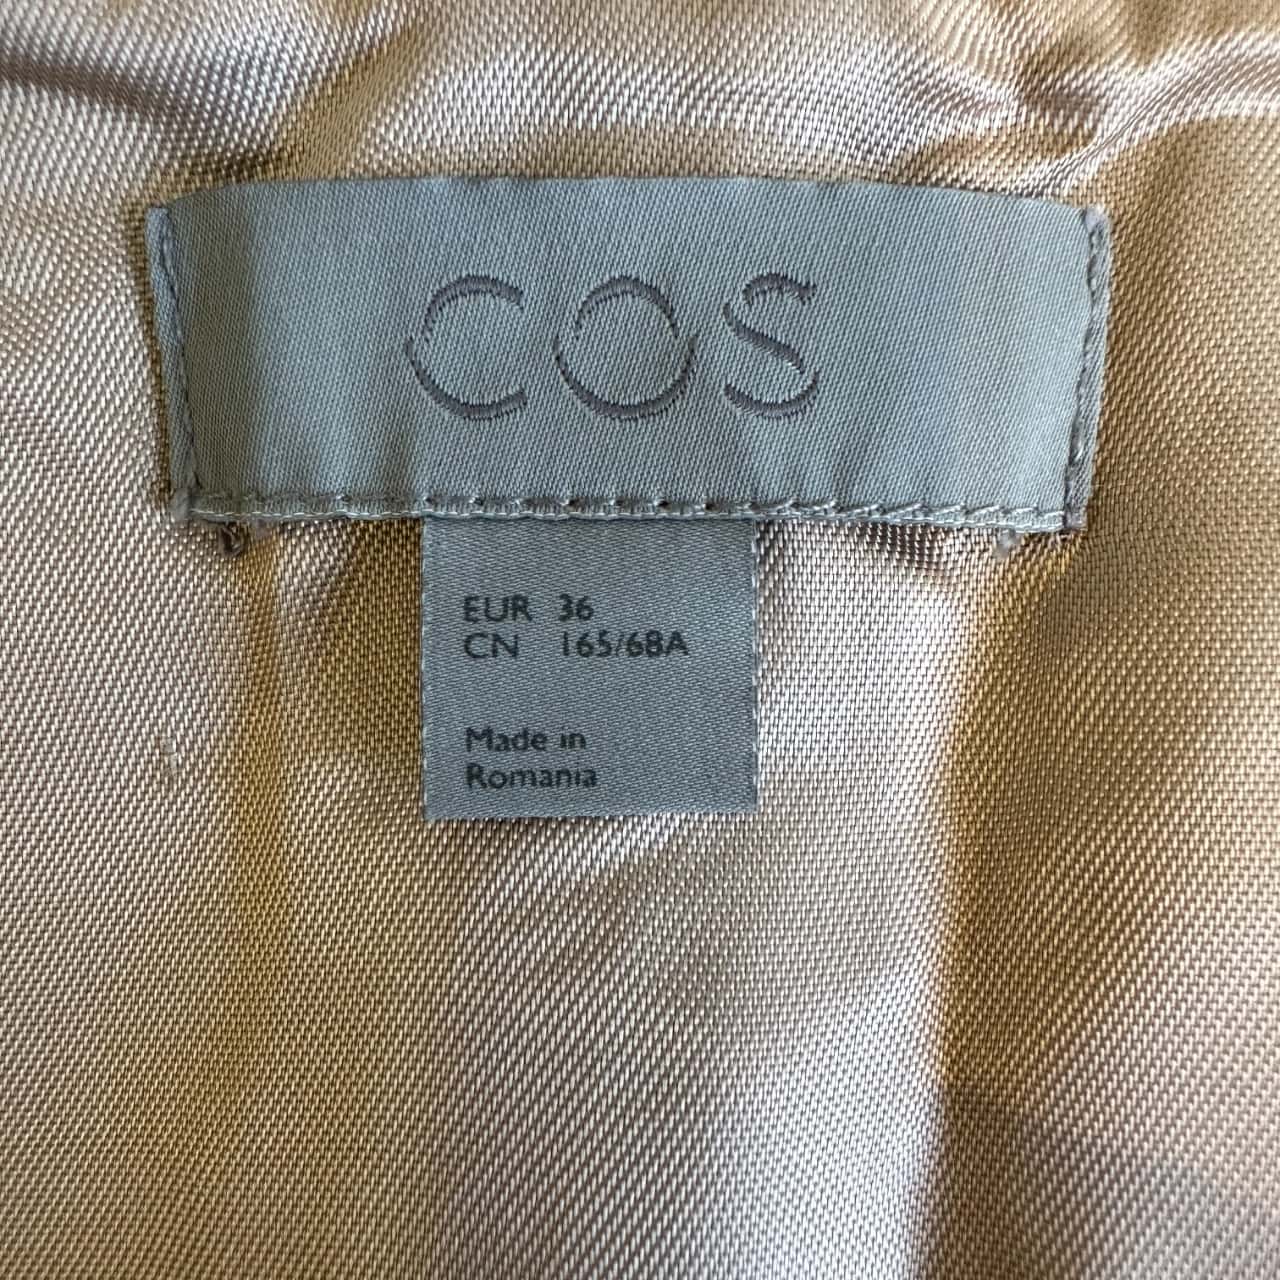 COS
EUR 36
CN 165/68A
Made in
Romania